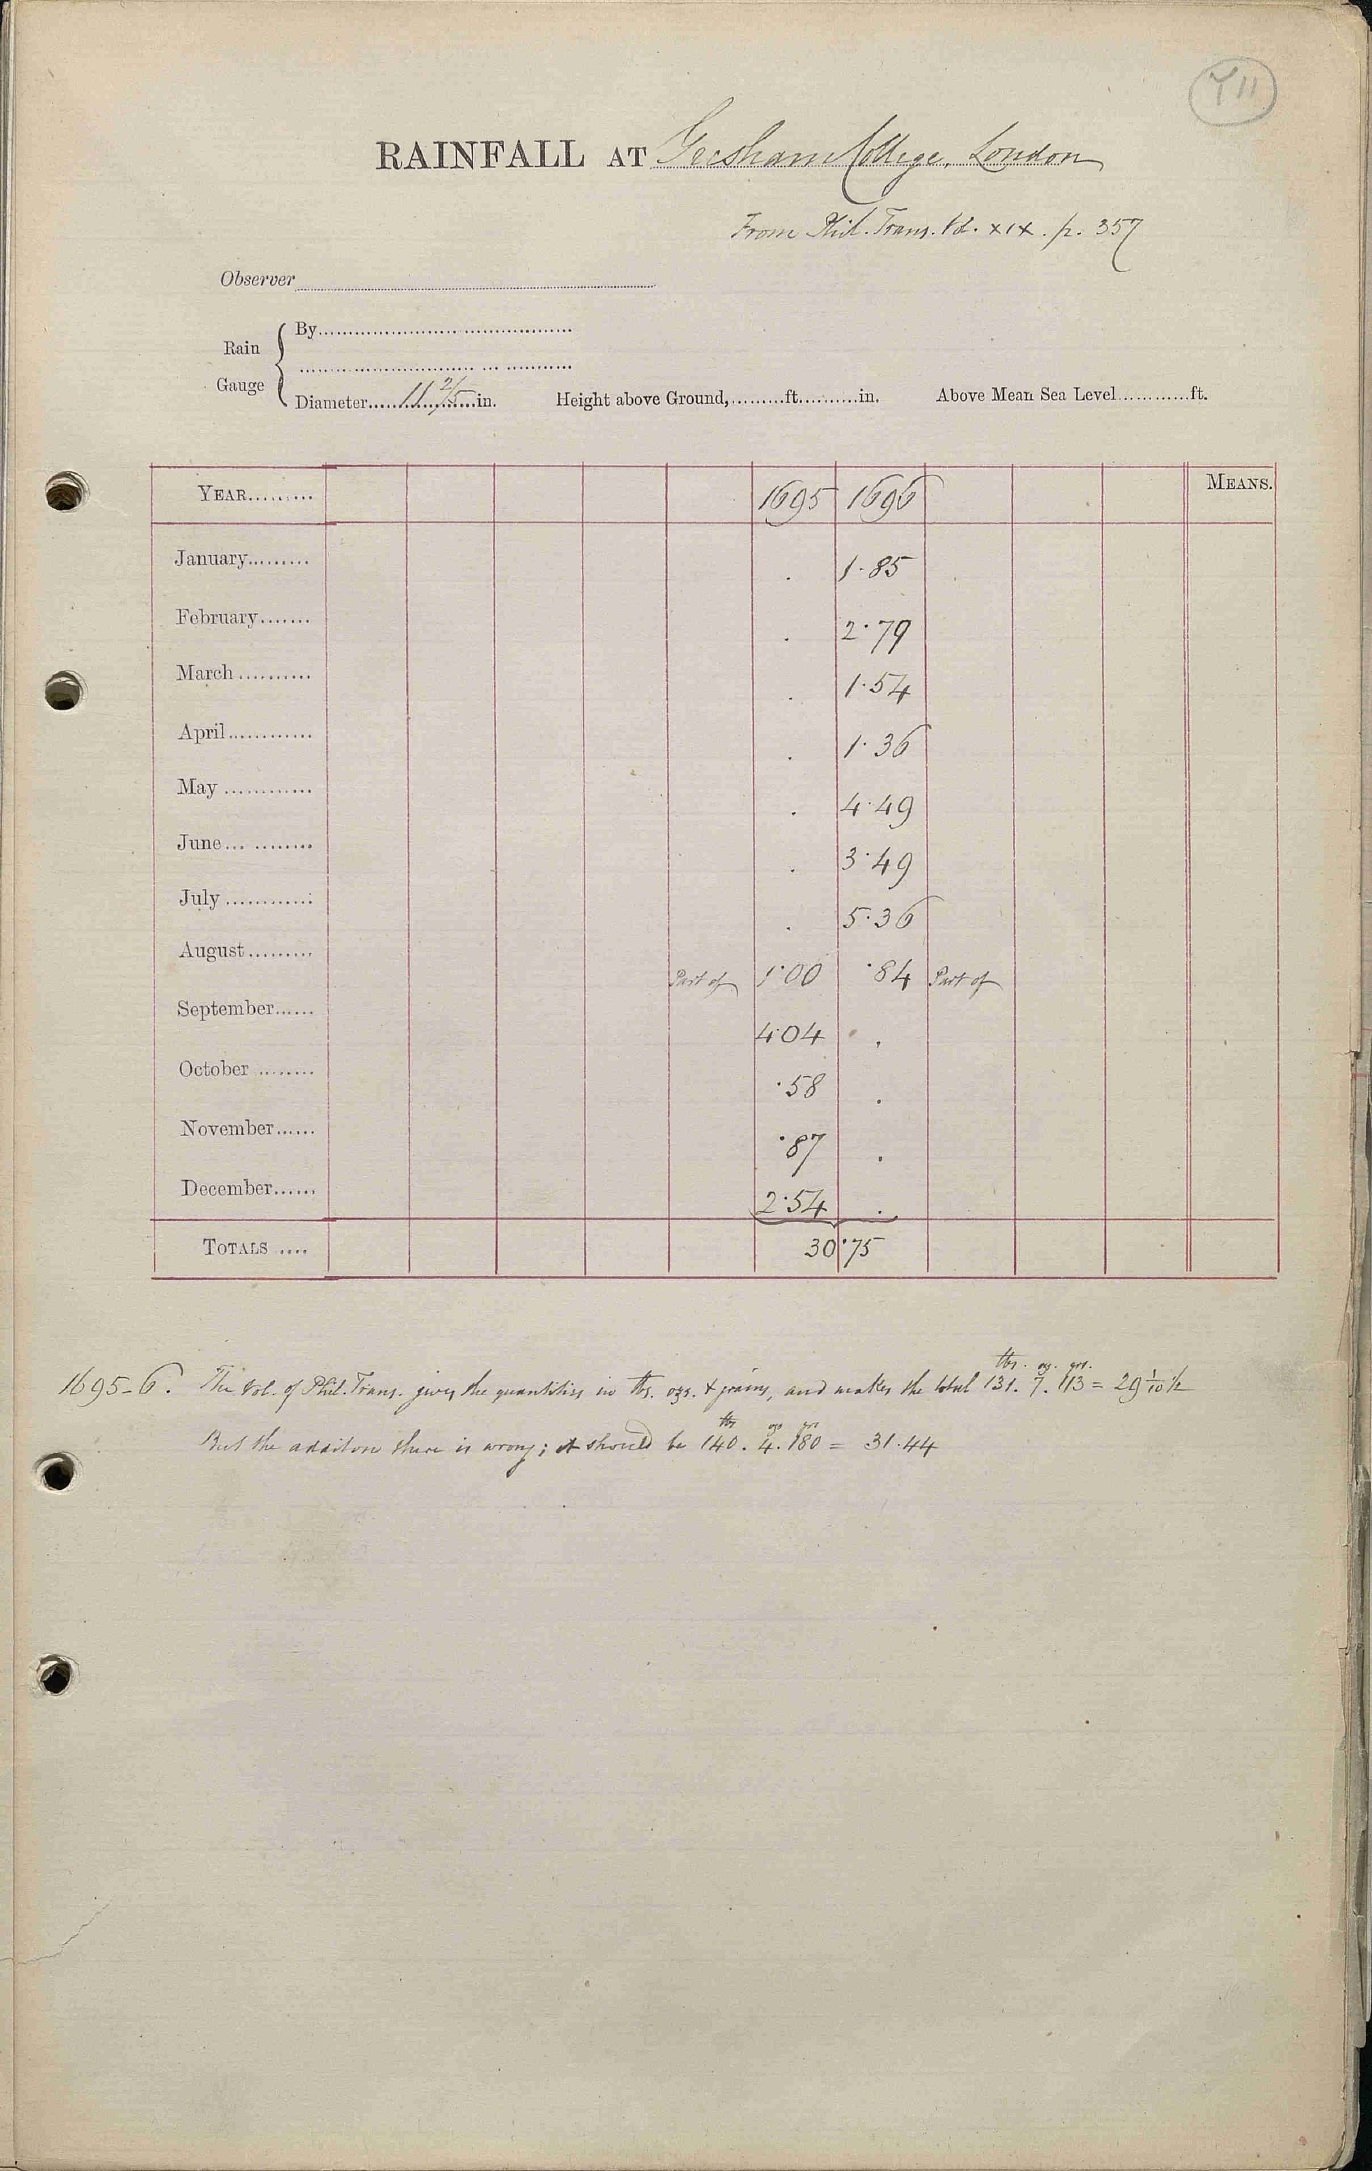 Y11
RAINFALL AT Gresham College, London
From Phil. Trans. Vol. XIX. p. 357
Observer
Rain Gauge { By
Diameter 11 2/5 in. Height above Ground, ft. in. Above Mean Sea Level ft.
YEAR 1695 1696 MEANS.
January . 1.85
February . 2.79
March . 1.54
April . 1.36
May . 4.49
June . 3.49
July . 5.36
August Part of 1.00 .84 Part of
September 4.04 .
October .58 .
November .87 .
December 2.54 .
TOTALS 30.75
1695-6. The Vol. of Phil. Trans. gives the quantities in lbs. ozs. & grains, and makes the total 131 lbs. 7 oz. 113 grs. = 29 1/10 1/2
But the addition there is wrong; it should be 140 lbs. 4 ozs. 180 grs = 31.44